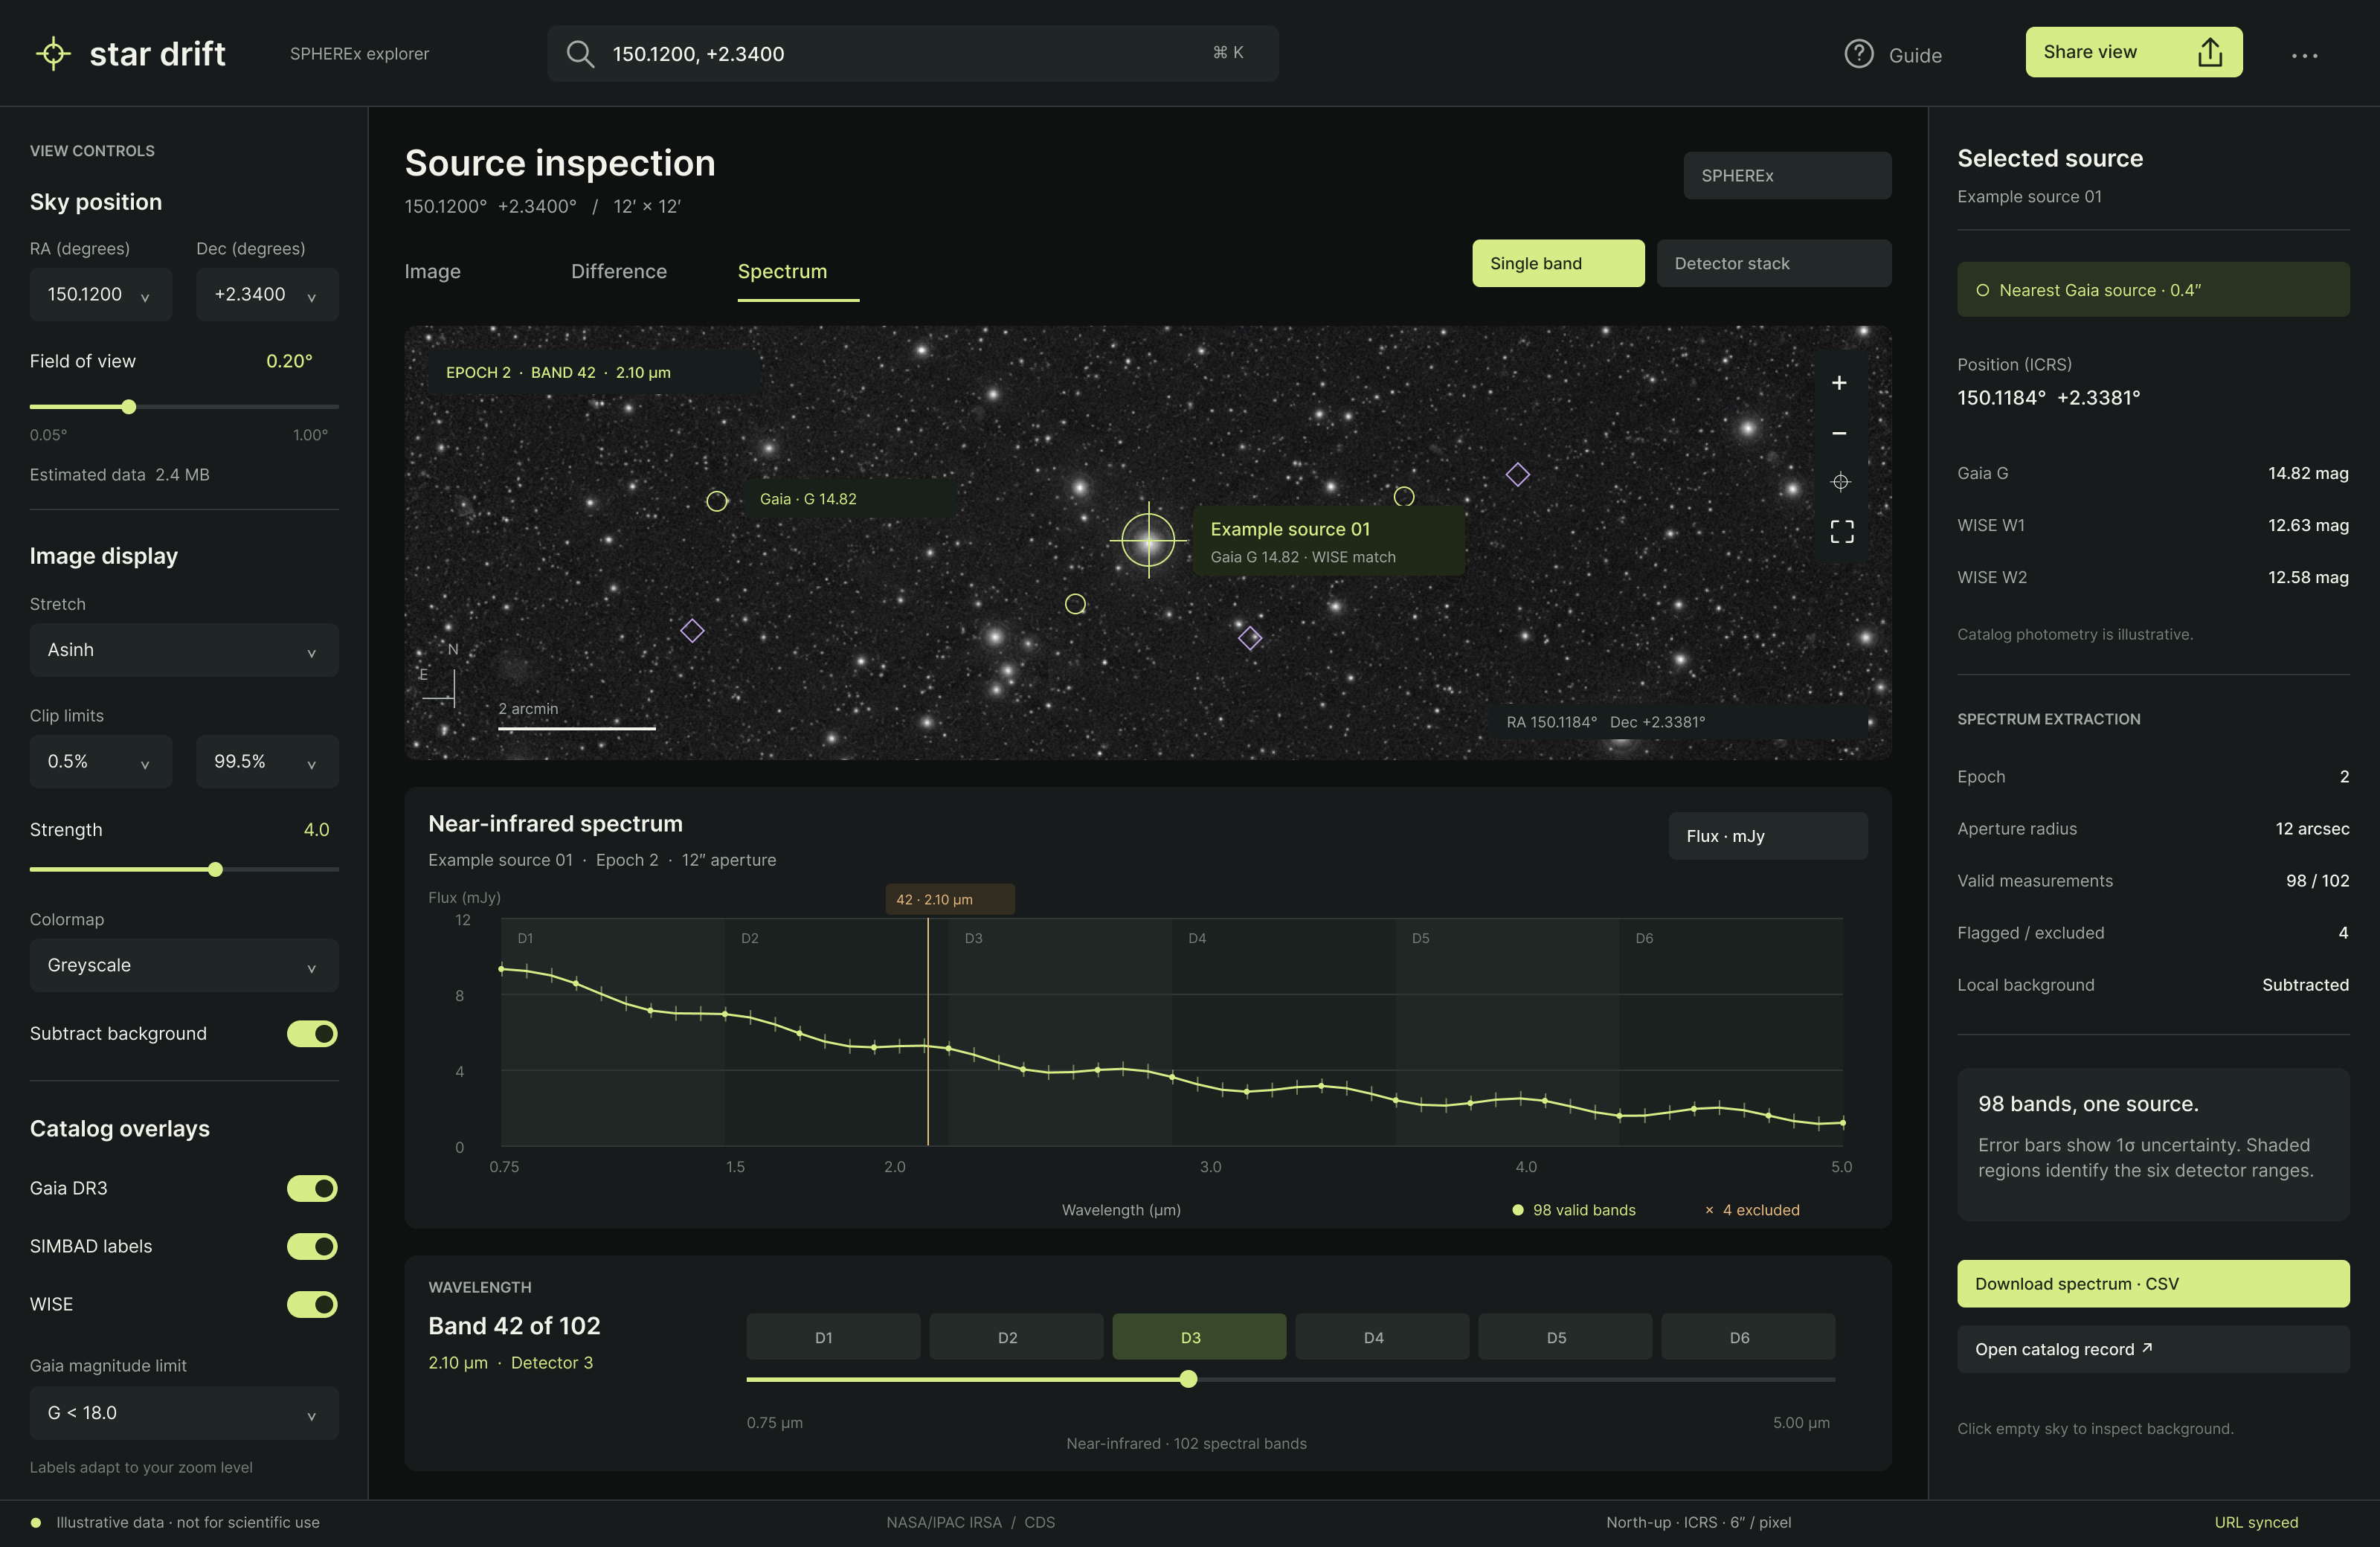 star drift
SPHEREx explorer
150.1200, +2.3400
⌘ K
Guide
Share view
VIEW CONTROLS
Sky position
RA (degrees)
Dec (degrees)
150.1200
+2.3400
Field of view
0.20°
0.05°
1.00°
Estimated data 2.4 MB
Image display
Stretch
Asinh
Clip limits
0.5%
99.5%
Strength
4.0
Colormap
Greyscale
Subtract background
Catalog overlays
Gaia DR3
SIMBAD labels
WISE
Gaia magnitude limit
G < 18.0
Labels adapt to your zoom level
Source inspection
150.1200° +2.3400° / 12′ × 12′
SPHEREx
Image
Difference
Spectrum
Single band
Detector stack
EPOCH 2 · BAND 42 · 2.10 µm
Gaia · G 14.82
Example source 01
Gaia G 14.82 · WISE match
N
E
2 arcmin
RA 150.1184° Dec +2.3381°
Near-infrared spectrum
Example source 01 · Epoch 2 · 12″ aperture
Flux · mJy
Flux (mJy)
42 · 2.10 µm
12
8
4
0
D1
D2
D3
D4
D5
D6
0.75
1.5
2.0
3.0
4.0
5.0
Wavelength (µm)
98 valid bands
× 4 excluded
WAVELENGTH
Band 42 of 102
2.10 µm · Detector 3
D1
D2
D3
D4
D5
D6
0.75 µm
5.00 µm
Near-infrared · 102 spectral bands
Selected source
Example source 01
Nearest Gaia source · 0.4″
Position (ICRS)
150.1184° +2.3381°
Gaia G
14.82 mag
WISE W1
12.63 mag
WISE W2
12.58 mag
Catalog photometry is illustrative.
SPECTRUM EXTRACTION
Epoch
2
Aperture radius
12 arcsec
Valid measurements
98 / 102
Flagged / excluded
4
Local background
Subtracted
98 bands, one source.
Error bars show 1σ uncertainty. Shaded
regions identify the six detector ranges.
Download spectrum · CSV
Open catalog record ↗
Click empty sky to inspect background.
Illustrative data · not for scientific use
NASA/IPAC IRSA / CDS
North-up · ICRS · 6″ / pixel
URL synced